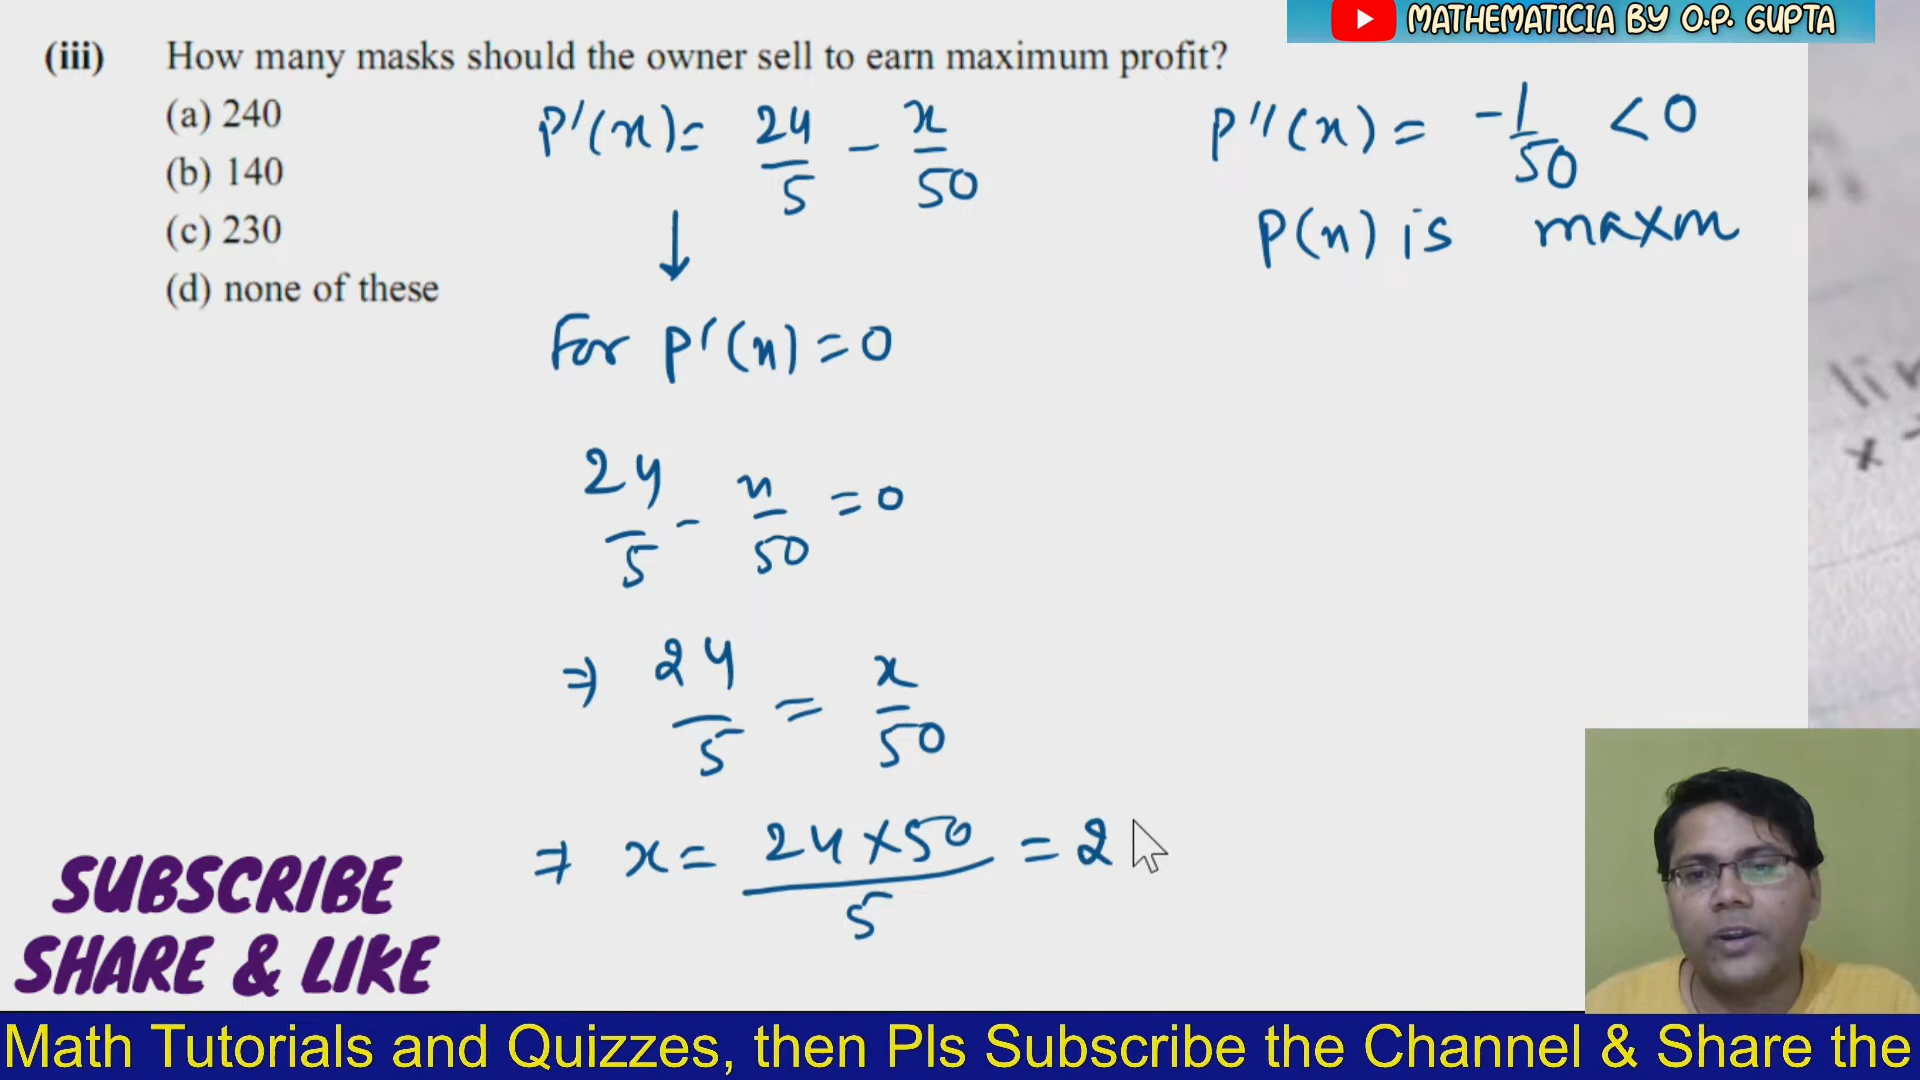 MATHEMATICIA BY O.P. GUPTA
(iii) How many masks should the owner sell to earn maximum profit?
(a) 240
(b) 140
(c) 230
(d) none of these
P'(x) = 24/5 - x/50
↓
For P'(x) = 0
24/5 - x/50 = 0
⇒ 24/5 = x/50
⇒ x = 24×50/5 = 2
P''(x) = -1/50 < 0
P(x) is maxm
lim
x
SUBSCRIBE
SHARE & LIKE
Math Tutorials and Quizzes, then Pls Subscribe the Channel & Share the